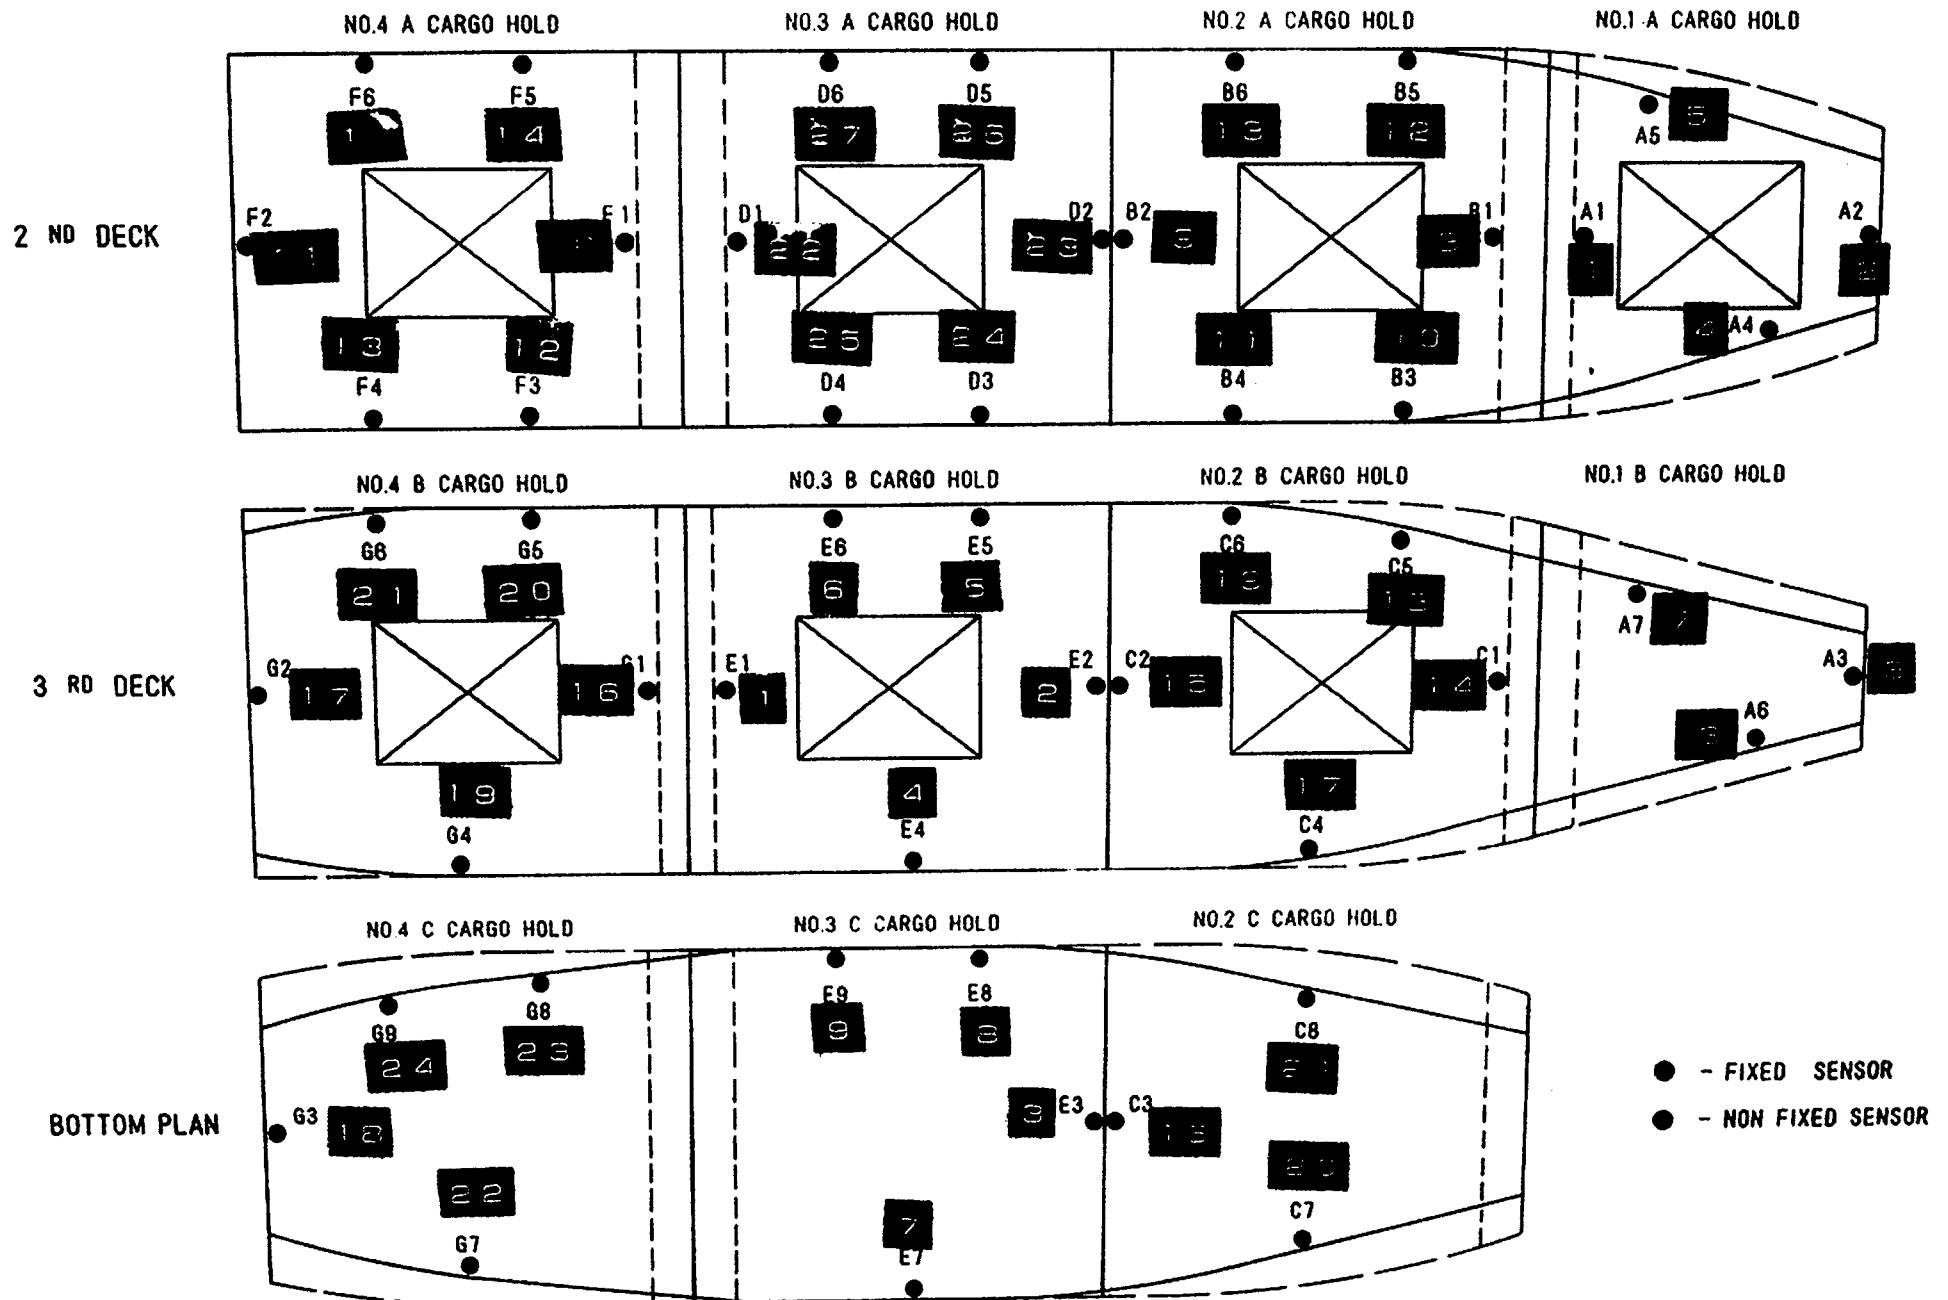 NO.4 A CARGO HOLD
NO.3 A CARGO HOLD
NO.2 A CARGO HOLD
NO.1 A CARGO HOLD
F6
F5
D6
D5
B6
B5
A5
14
27
26
13
12
5
2 ND DECK
F2
F1
D1
D2
B2
B1
A1
A2
22
23
13
12
25
24
11
10
4
A4
F4
F3
D4
D3
B4
B3
NO.4 B CARGO HOLD
NO.3 B CARGO HOLD
NO.2 B CARGO HOLD
NO.1 B CARGO HOLD
G6
G5
E6
E5
C6
C5
21
20
6
5
7
A7
3 RD DECK
G2
17
16
G1
E1
1
2
E2
C2
15
14
C1
A3
A6
19
4
17
G4
E4
C4
NO.4 C CARGO HOLD
NO.3 C CARGO HOLD
NO.2 C CARGO HOLD
G9
G8
E9
E8
C8
24
23
9
BOTTOM PLAN
G3
E3
C3
22
7
G7
E7
C7
- FIXED SENSOR
- NON FIXED SENSOR